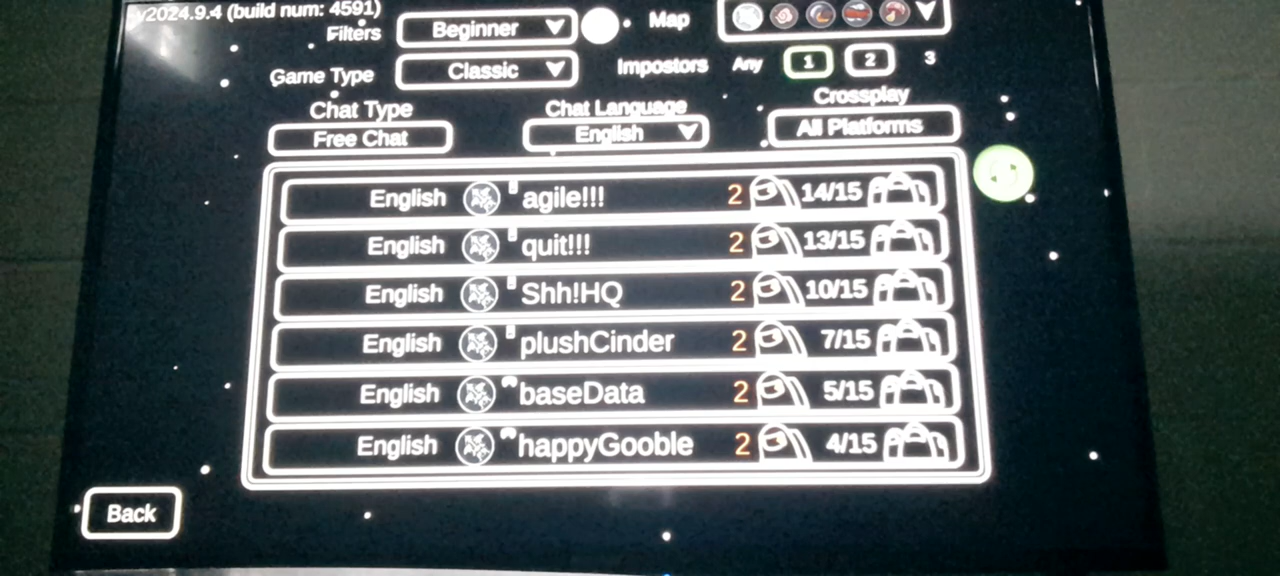 v2024.9.4 (build num: 4591)
Filters Beginner Map
Game Type Classic Impostors Any 1 2 3
Chat Type Chat Language Crossplay
Free Chat English All Platforms
English agile!!! 2 14/15
English quit!!! 2 13/15
English Shh!HQ 2 10/15
English plushCinder 2 7/15
English baseData 2 5/15
English happyGooble 2 4/15
Back